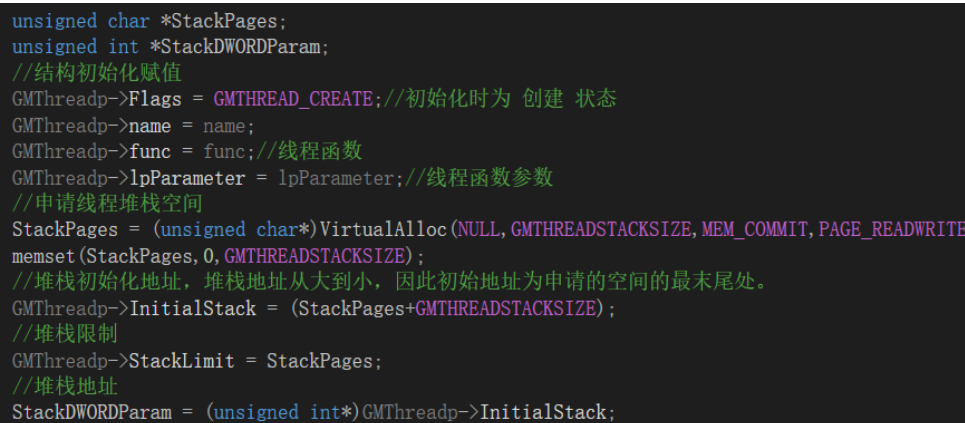 unsigned char *StackPages;
unsigned int *StackDWORDParam;
//结构初始化赋值
GMThreadp->Flags = GMTHREAD_CREATE;//初始化时为 创建 状态
GMThreadp->name = name;
GMThreadp->func = func;//线程函数
GMThreadp->lpParameter = lpParameter;//线程函数参数
//申请线程堆栈空间
StackPages = (unsigned char*)VirtualAlloc(NULL,GMTHREADSTACKSIZE,MEM_COMMIT,PAGE_READWRITE
memset(StackPages,0,GMTHREADSTACKSIZE);
//堆栈初始化地址，堆栈地址从大到小，因此初始地址为申请的空间的最末尾处。
GMThreadp->InitialStack = (StackPages+GMTHREADSTACKSIZE);
//堆栈限制
GMThreadp->StackLimit = StackPages;
//堆栈地址
StackDWORDParam = (unsigned int*)GMThreadp->InitialStack;